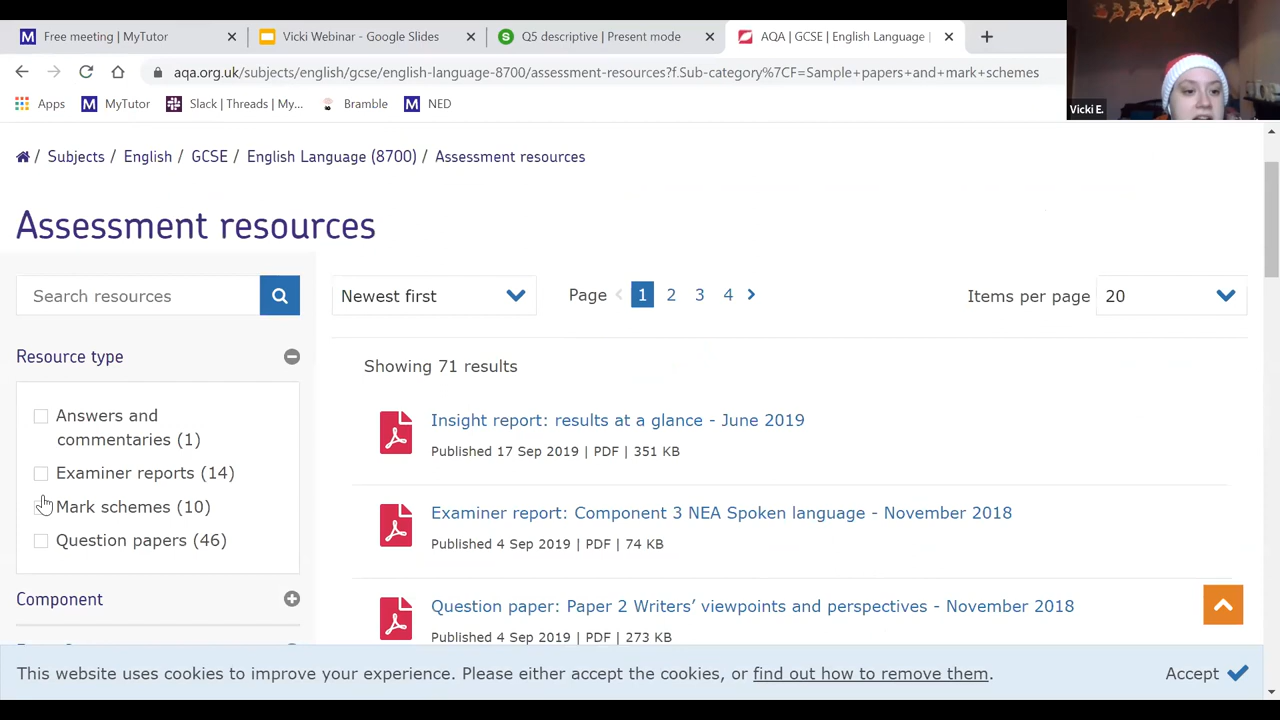 Free meeting | MyTutor
Vicki Webinar - Google Slides
Q5 descriptive | Present mode
AQA | GCSE | English Language |
aqa.org.uk/subjects/english/gcse/english-language-8700/assessment-resources?f.Sub-category%7CF=Sample+papers+and+mark+schemes
Apps
MyTutor
Slack | Threads | My...
Bramble
NED
Vicki E.
/ Subjects / English / GCSE / English Language (8700) / Assessment resources
Assessment resources
Search resources
Newest first
Page 1 2 3 4
Items per page 20
Resource type
Answers and
commentaries (1)
Examiner reports (14)
Mark schemes (10)
Question papers (46)
Component
Showing 71 results
Insight report: results at a glance - June 2019
Published 17 Sep 2019 | PDF | 351 KB
Examiner report: Component 3 NEA Spoken language - November 2018
Published 4 Sep 2019 | PDF | 74 KB
Question paper: Paper 2 Writers' viewpoints and perspectives - November 2018
Published 4 Sep 2019 | PDF | 273 KB
This website uses cookies to improve your experience. Please either accept the cookies, or find out how to remove them.
Accept